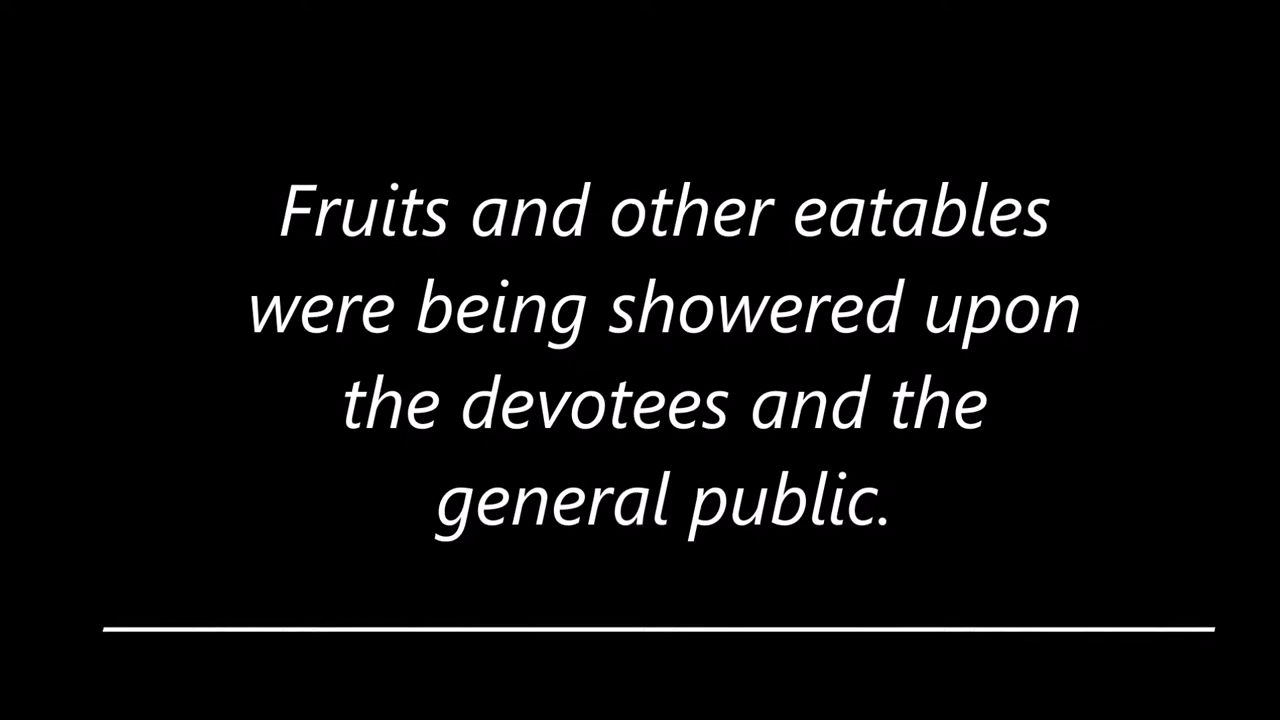 Fruits and other eatables
were being showered upon
the devotees and the
general public.